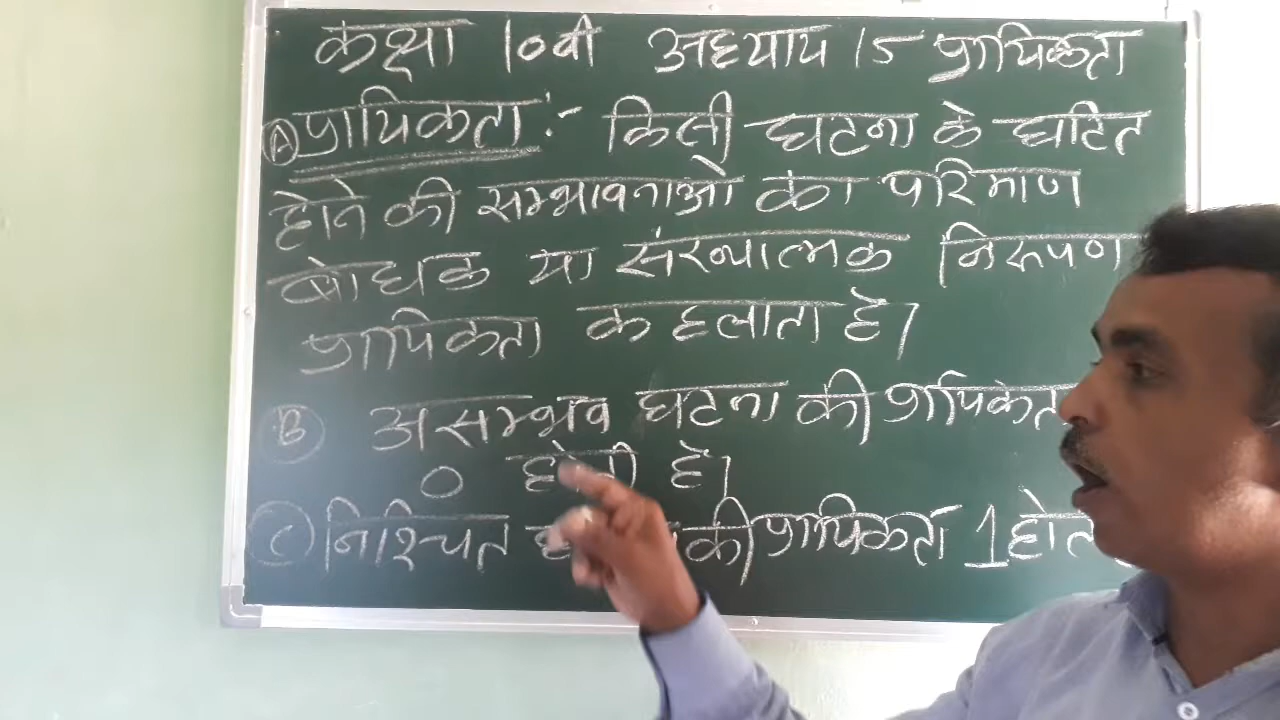 कक्षा 10वी अध्याय 15 प्रायिकता
(A) प्रायिकता :- किसी घटना के घटित
होने की सम्भावनाओ का परिमाण
बोधक या संख्यात्मक निरूपण
प्रायिकता कहलाता है।
(B) असम्भव घटना की प्रायिकता
0 होती है।
(C) निश्चित की प्रायिकता 1